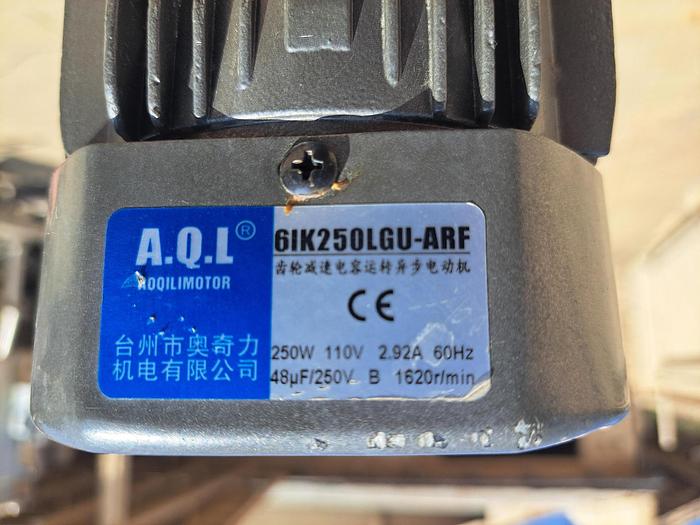 A.Q.L®
AOQILIMOTOR
台州市奥奇力
机电有限公司
6IK250LGU-ARF
齿轮减速电容运转异步电动机
CE
250W 110V 2.92A 60Hz
48μF/250V B 1620r/min